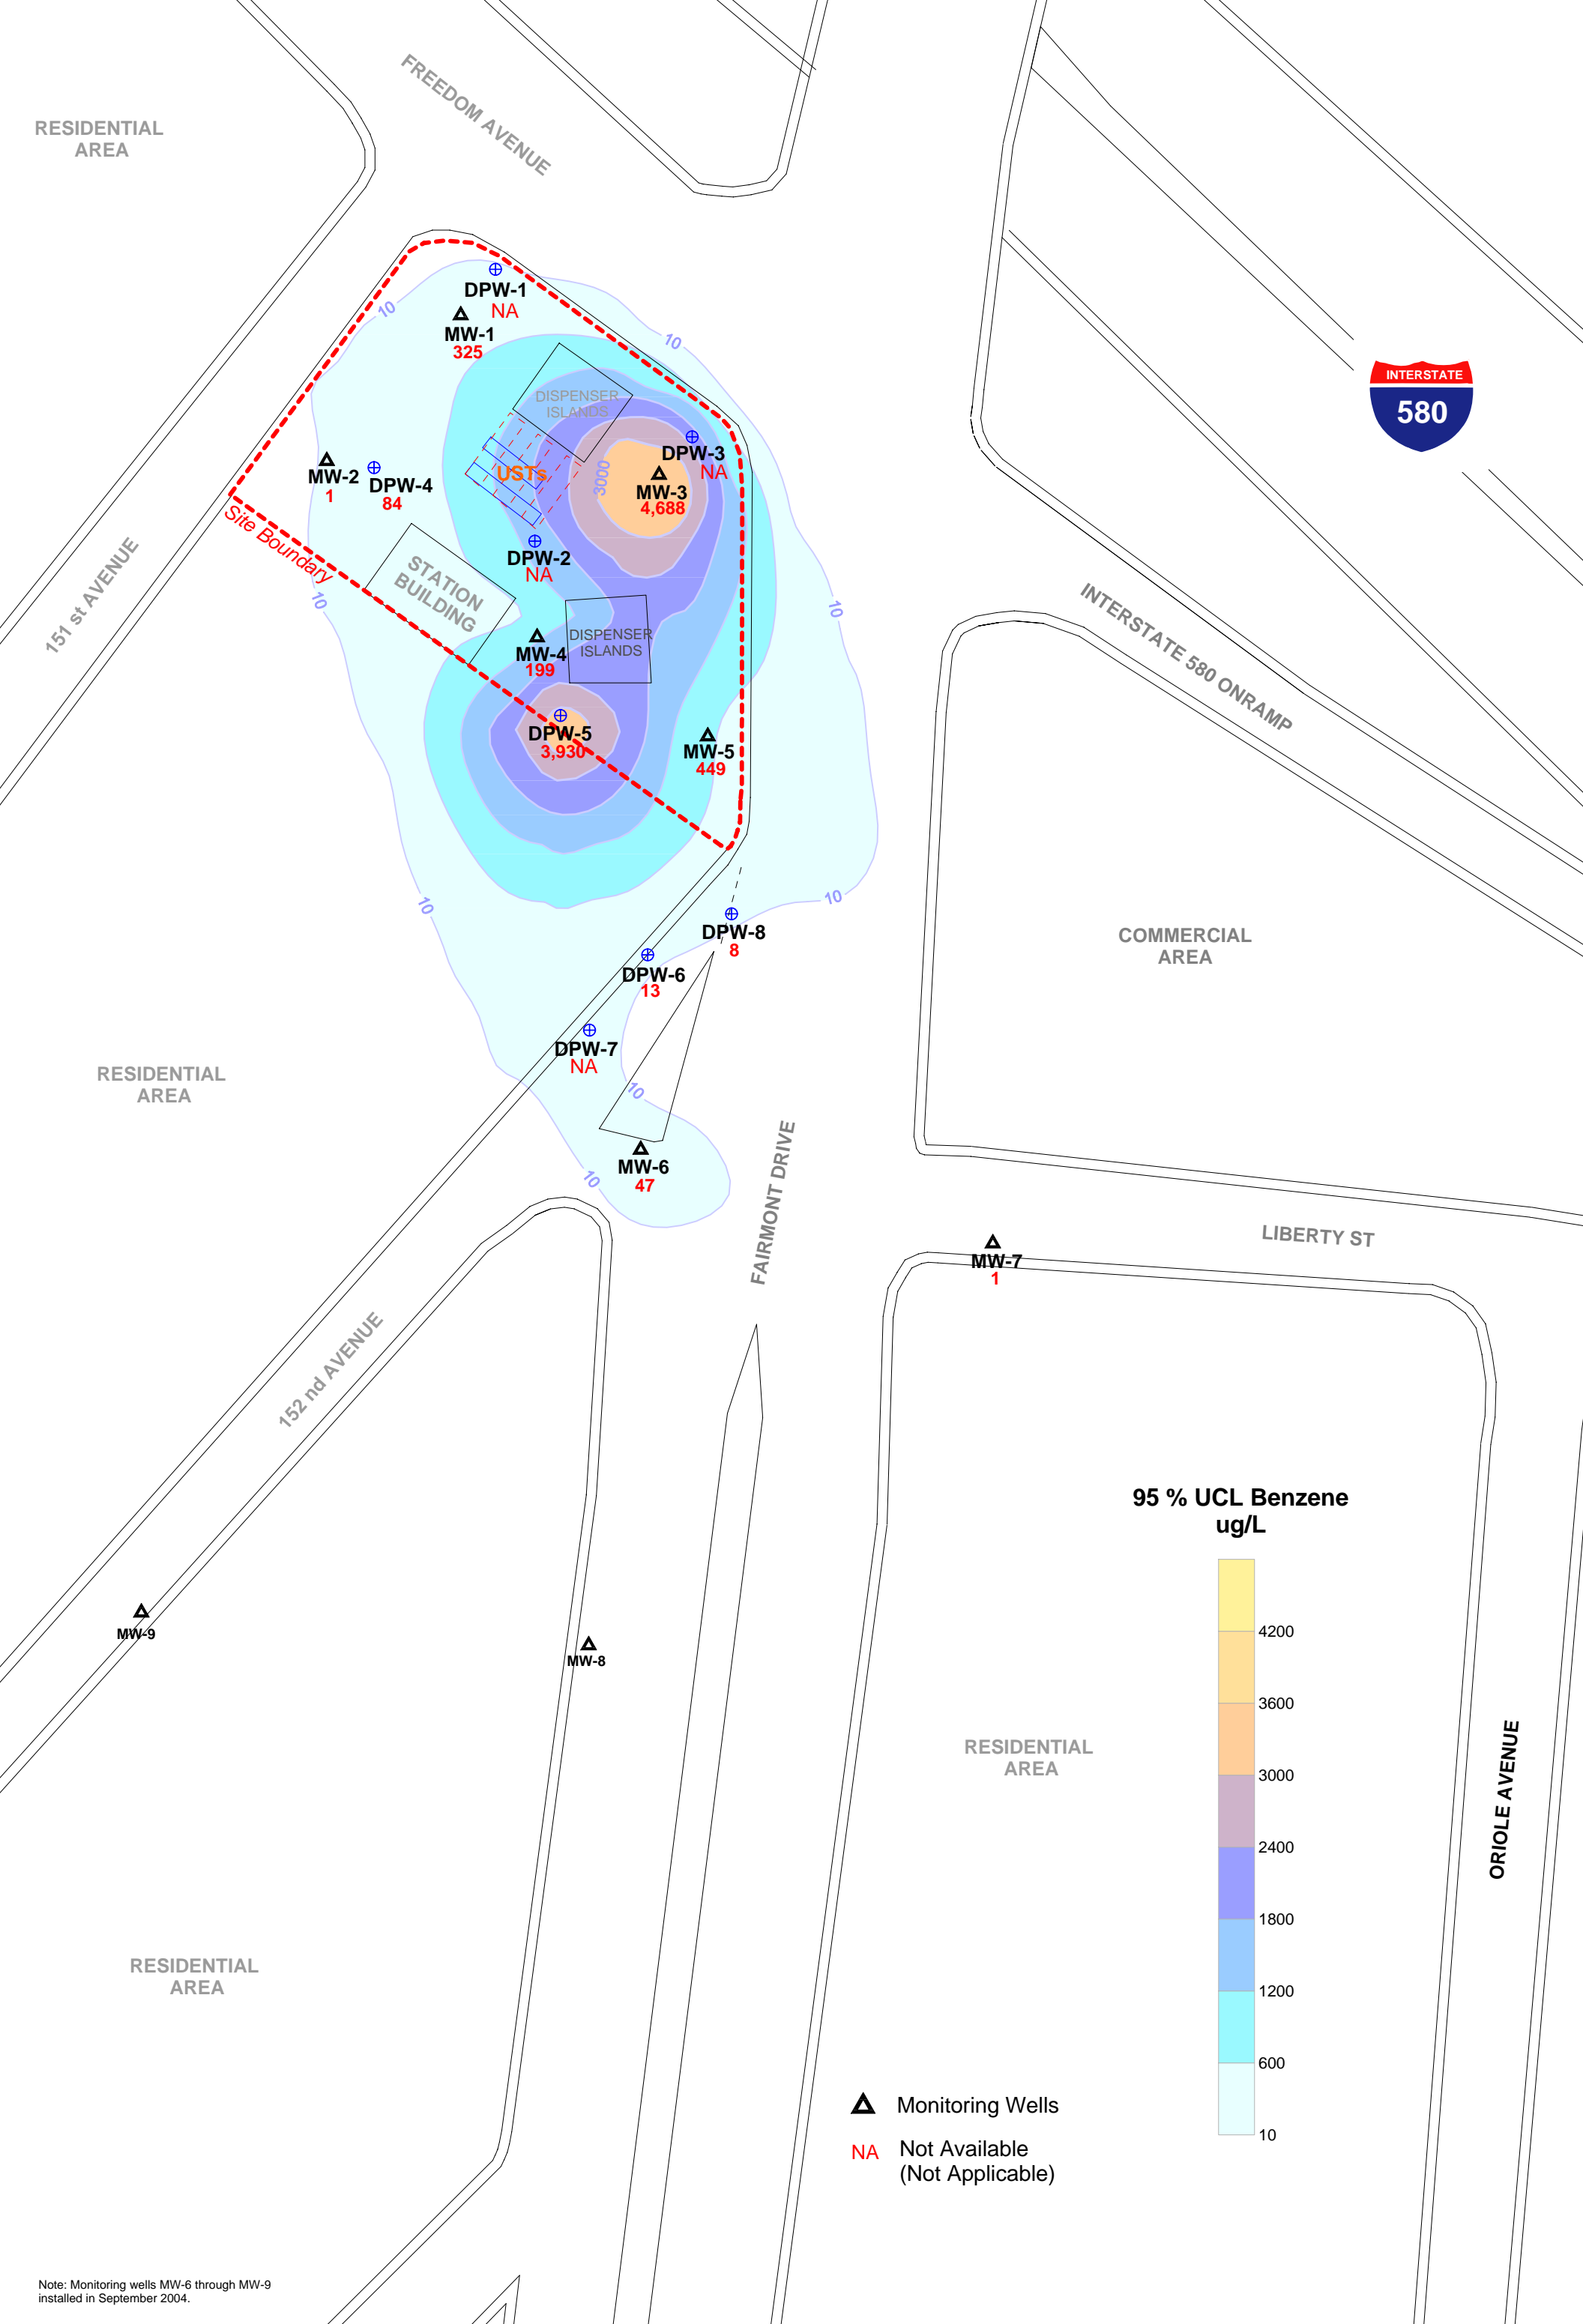 FREEDOM AVENUE
RESIDENTIAL
AREA
DPW-1
NA
10
MW-1
325
10
INTERSTATE
580
DISPENSER
ISLANDS
DPW-3
NA
USTs
3000
MW-3
4,688
MW-2
1
DPW-4
84
Site Boundary
DPW-2
NA
151 st AVENUE
STATION
BUILDING
10
10
DISPENSER
ISLANDS
MW-4
199
INTERSTATE 580 ONRAMP
DPW-5
3,930
MW-5
449
10
10
DPW-8
8
COMMERCIAL
AREA
DPW-6
13
DPW-7
NA
RESIDENTIAL
AREA
10
MW-6
47
10
FAIRMONT DRIVE
LIBERTY ST
MW-7
1
152 nd AVENUE
95 % UCL Benzene
ug/L
4200
3600
3000
2400
1800
1200
600
10
MW-9
MW-8
RESIDENTIAL
AREA
ORIOLE AVENUE
RESIDENTIAL
AREA
Monitoring Wells
NA Not Available
(Not Applicable)
Note: Monitoring wells MW-6 through MW-9
installed in September 2004.